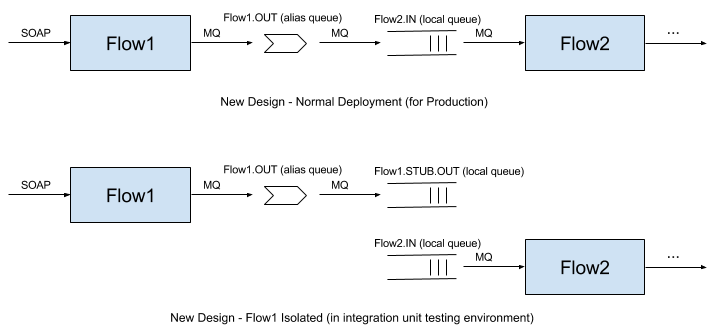 Flow1.OUT (alias queue) Flow2.IN (local queue)
SOAP Flow1 MQ MQ MQ Flow2 ...
New Design - Normal Deployment (for Production)
Flow1.OUT (alias queue) Flow1.STUB.OUT (local queue)
SOAP Flow1 MQ MQ
Flow2.IN (local queue)
MQ Flow2 ...
New Design - Flow1 Isolated (in integration unit testing environment)